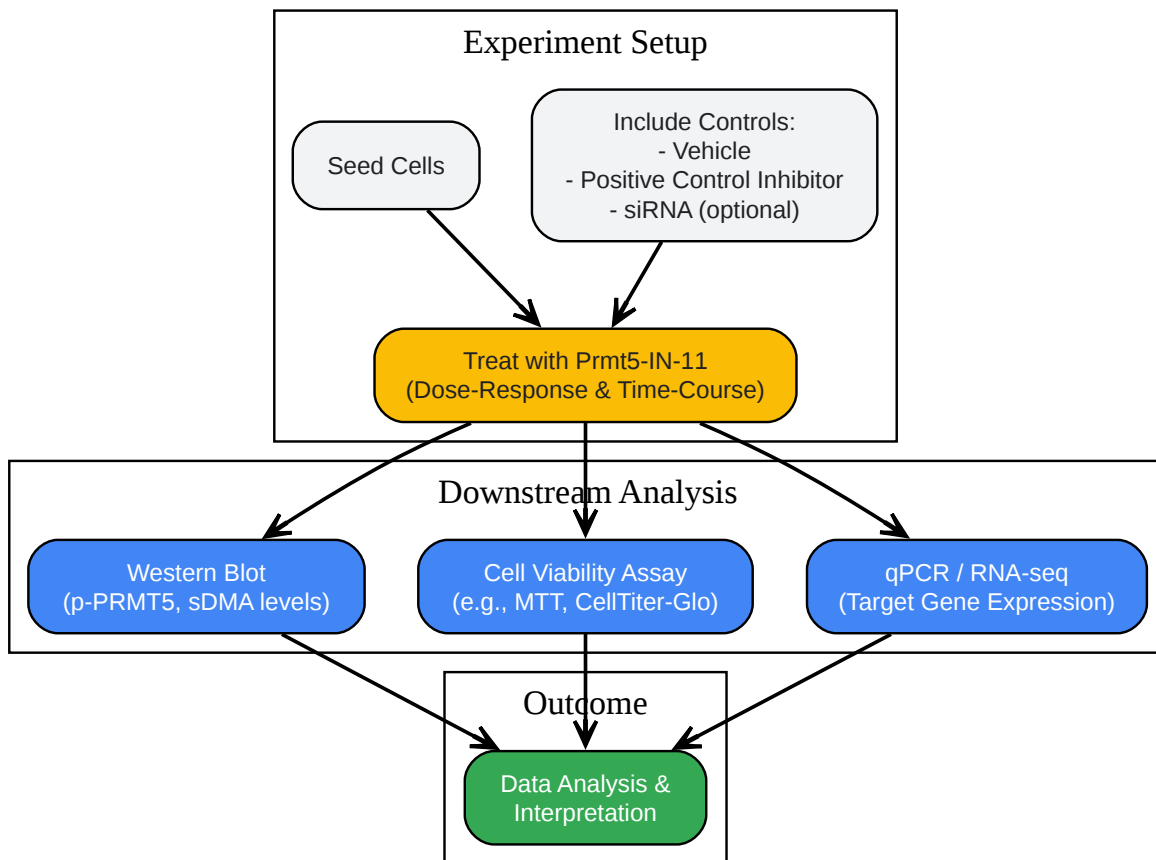 Experiment Setup
Seed Cells
Include Controls:
- Vehicle
- Positive Control Inhibitor
- siRNA (optional)
Treat with Prmt5-IN-11
(Dose-Response & Time-Course)
Downstream Analysis
Western Blot
(p-PRMT5, sDMA levels)
Cell Viability Assay
(e.g., MTT, CellTiter-Glo)
qPCR / RNA-seq
(Target Gene Expression)
Outcome
Data Analysis &
Interpretation